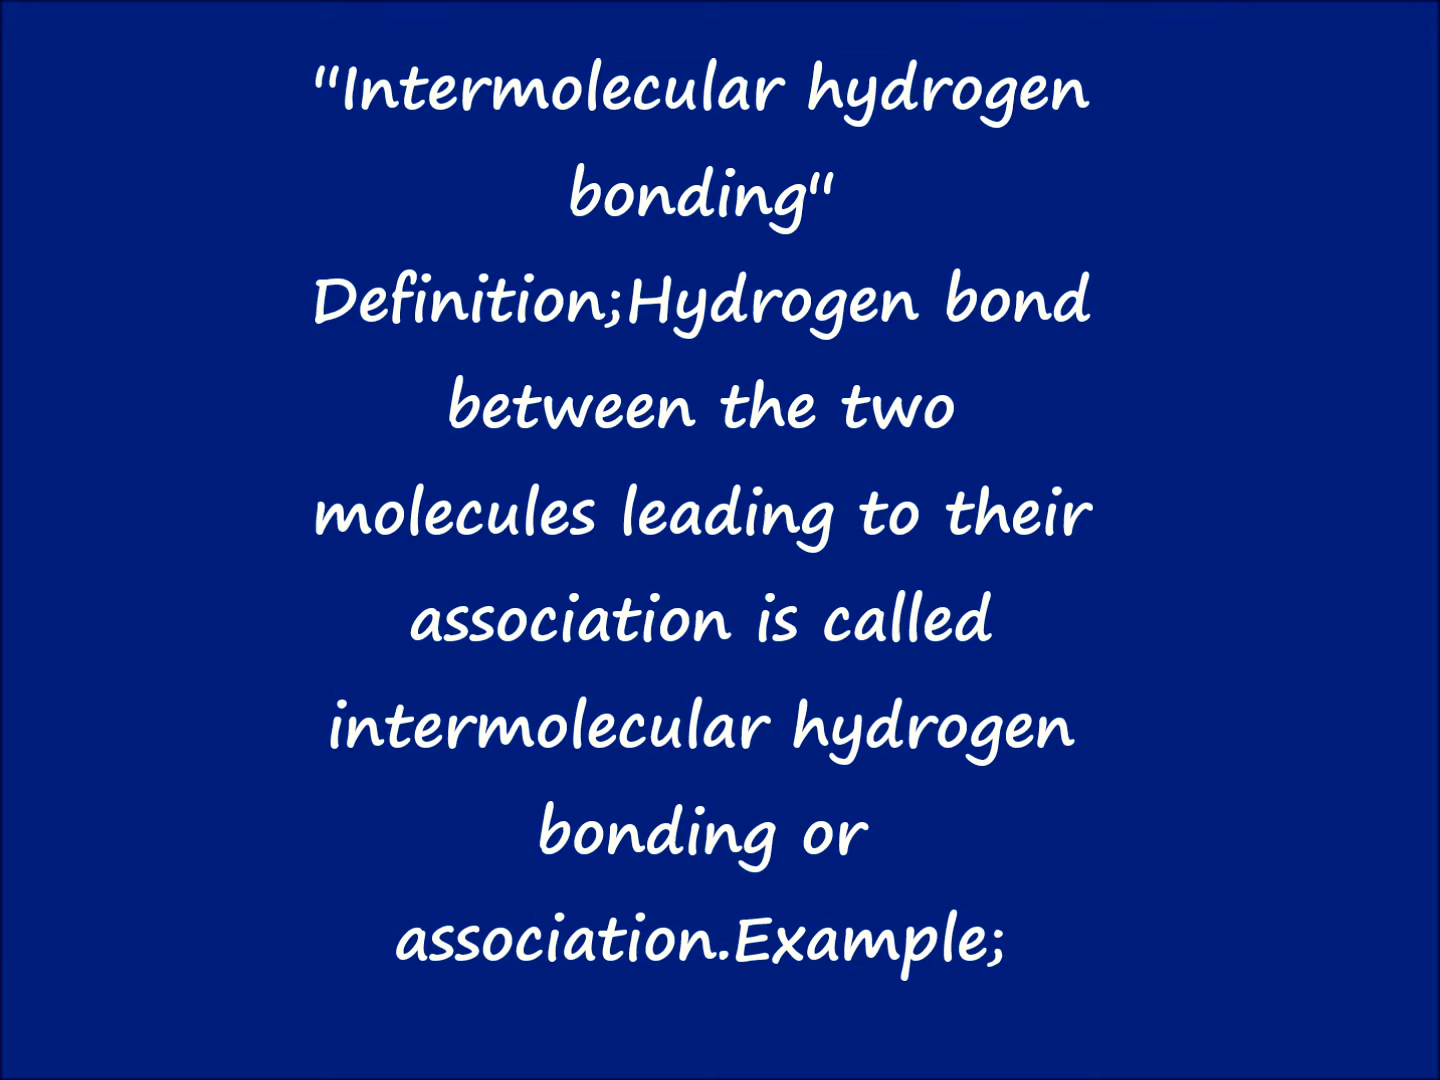 "Intermolecular hydrogen
bonding"
Definition;Hydrogen bond
between the two
molecules leading to their
association is called
intermolecular hydrogen
bonding or
association.Example;